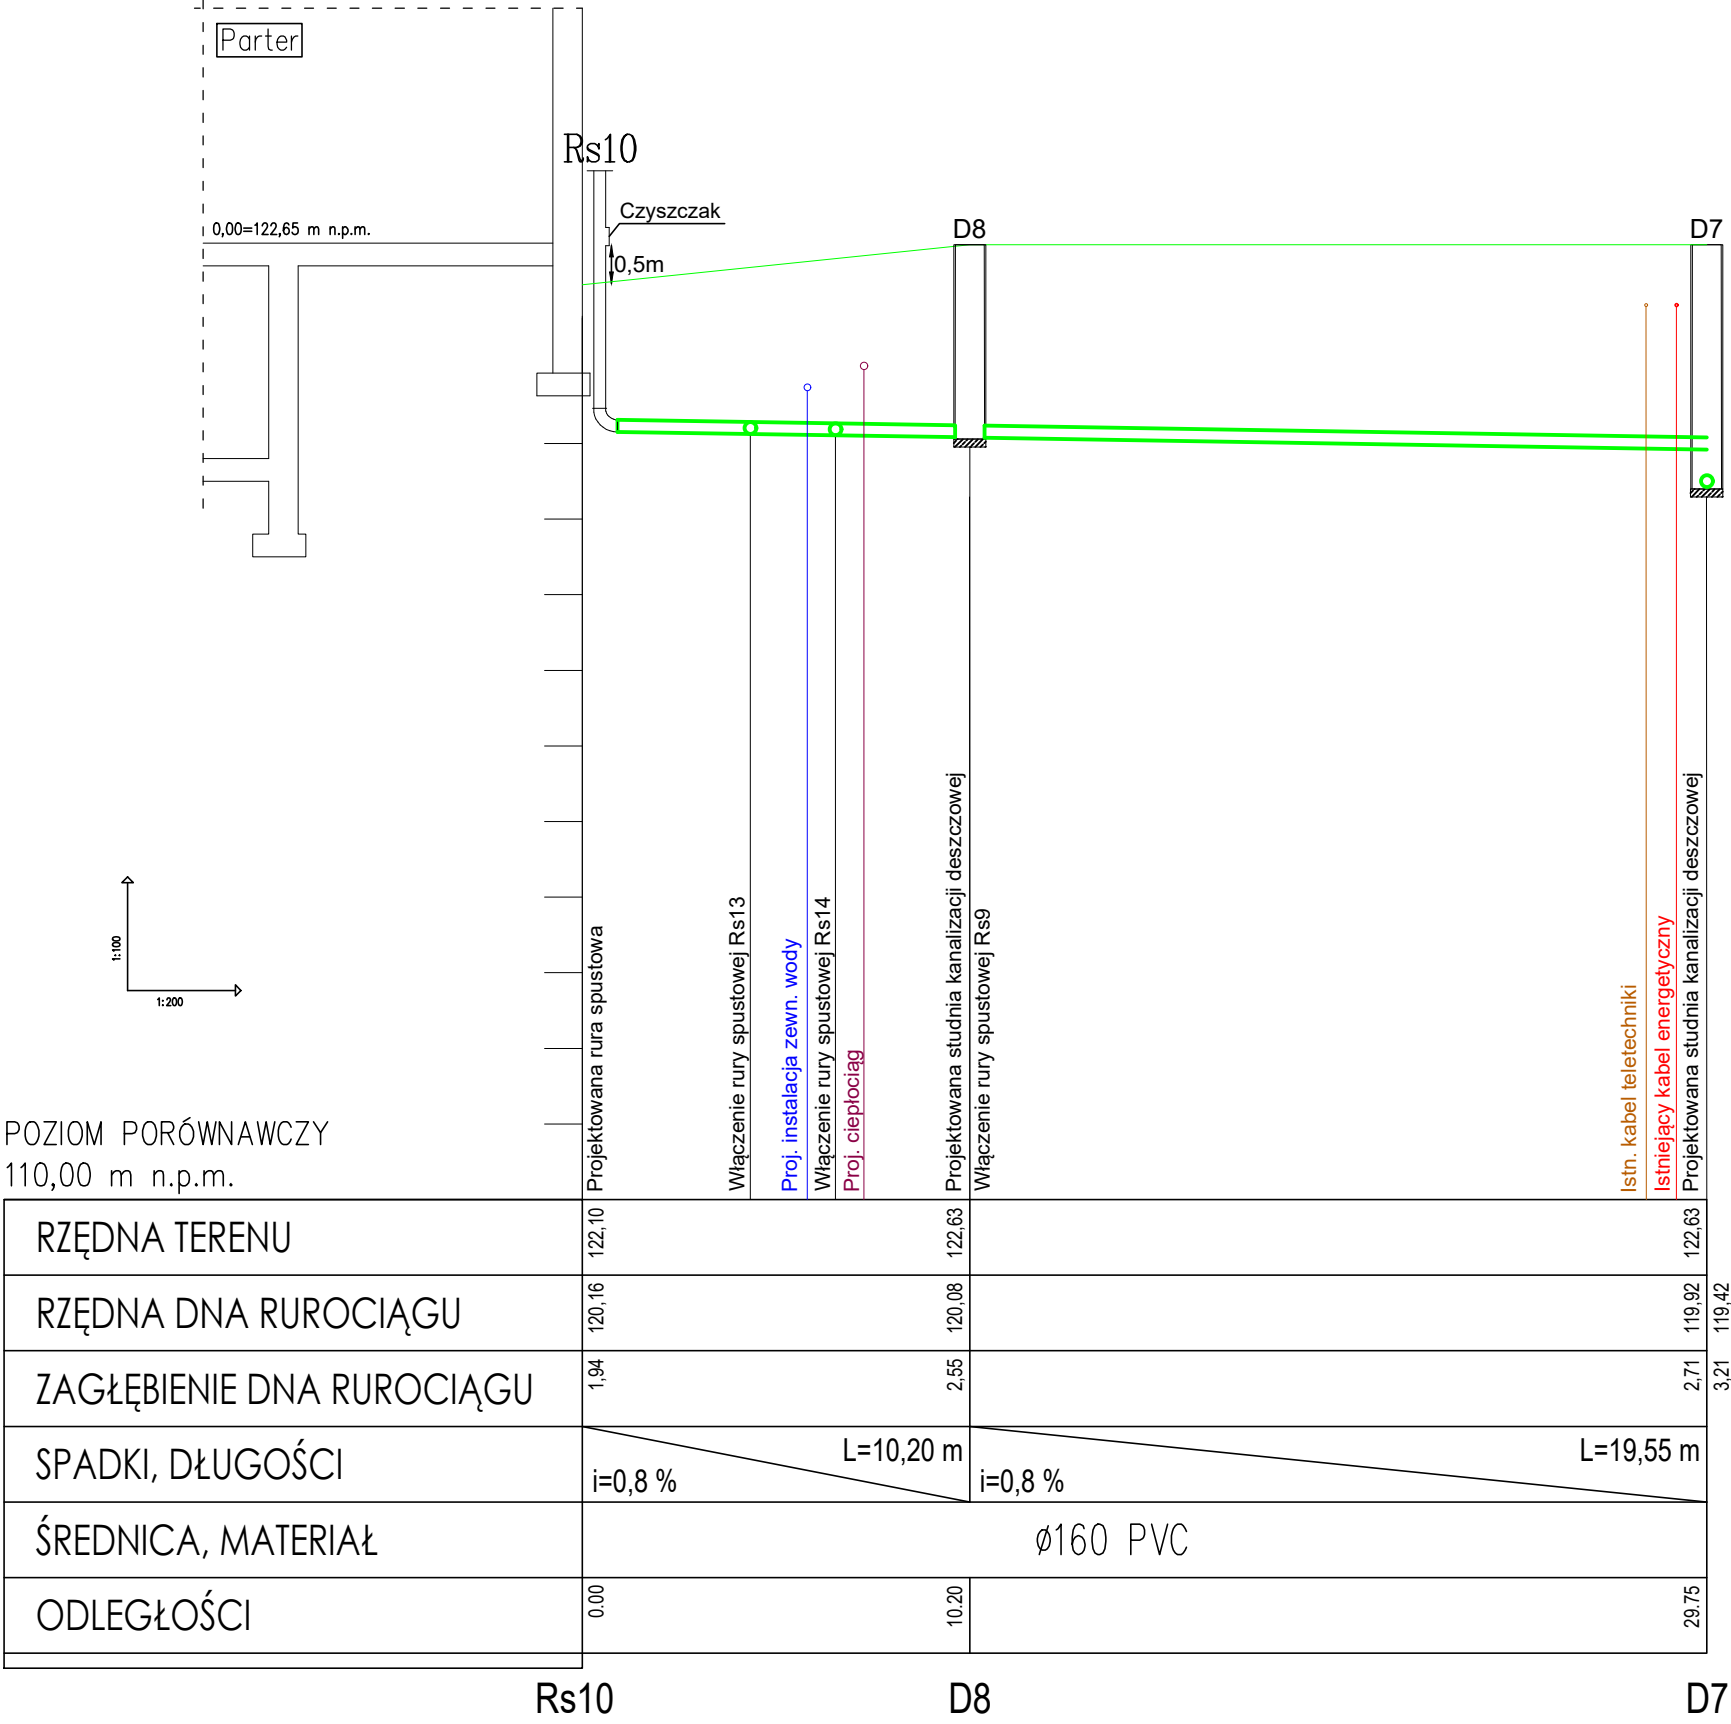 Parter
Rs10
Czyszczak
0,00=122,65 m n.p.m.
0,5m
D8
D7
1:100
1:200
Projektowana rura spustowa
Włączenie rury spustowej Rs13
Proj. instalacja zewn. wody
Włączenie rury spustowej Rs14
Proj. ciepłociąg
Projektowana studnia kanalizacji deszczowej
Włączenie rury spustowej Rs9
Istn. kabel teletechniki
Istniejący kabel energetyczny
Projektowana studnia kanalizacji deszczowej
POZIOM PORÓWNAWCZY
110,00 m n.p.m.
RZĘDNA TERENU 122,10 122,63 122,63
RZĘDNA DNA RUROCIĄGU 120,16 120,08 119,92 119,42
ZAGŁĘBIENIE DNA RUROCIĄGU 1,94 2,55 2,71 3,21
SPADKI, DŁUGOŚCI i=0,8 % L=10,20 m i=0,8 % L=19,55 m
ŚREDNICA, MATERIAŁ ø160 PVC
ODLEGŁOŚCI 0.00 10.20 29.75
Rs10 D8 D7